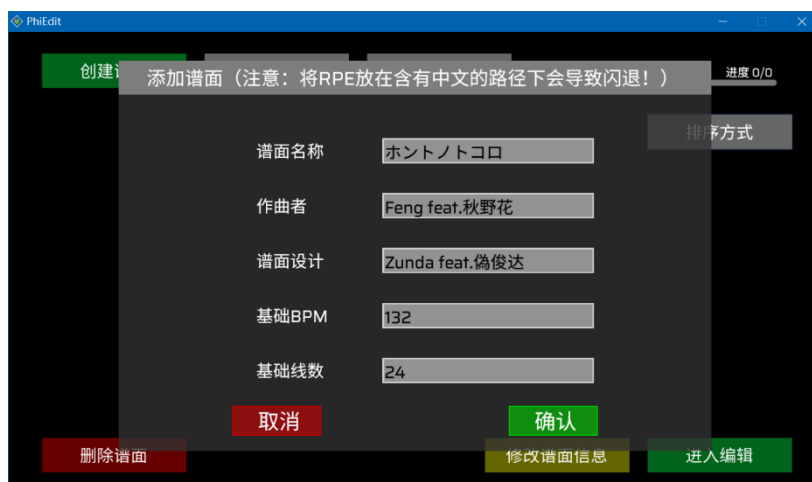 PhiEdit
创建
添加谱面（注意：将RPE放在含有中文的路径下会导致闪退！）
进度 0/0
排序方式
谱面名称 ホントノトコロ
作曲者 Feng feat.秋野花
谱面设计 Zunda feat.偽俊达
基础BPM 132
基础线数 24
取消 确认
删除谱面 修改谱面信息 进入编辑